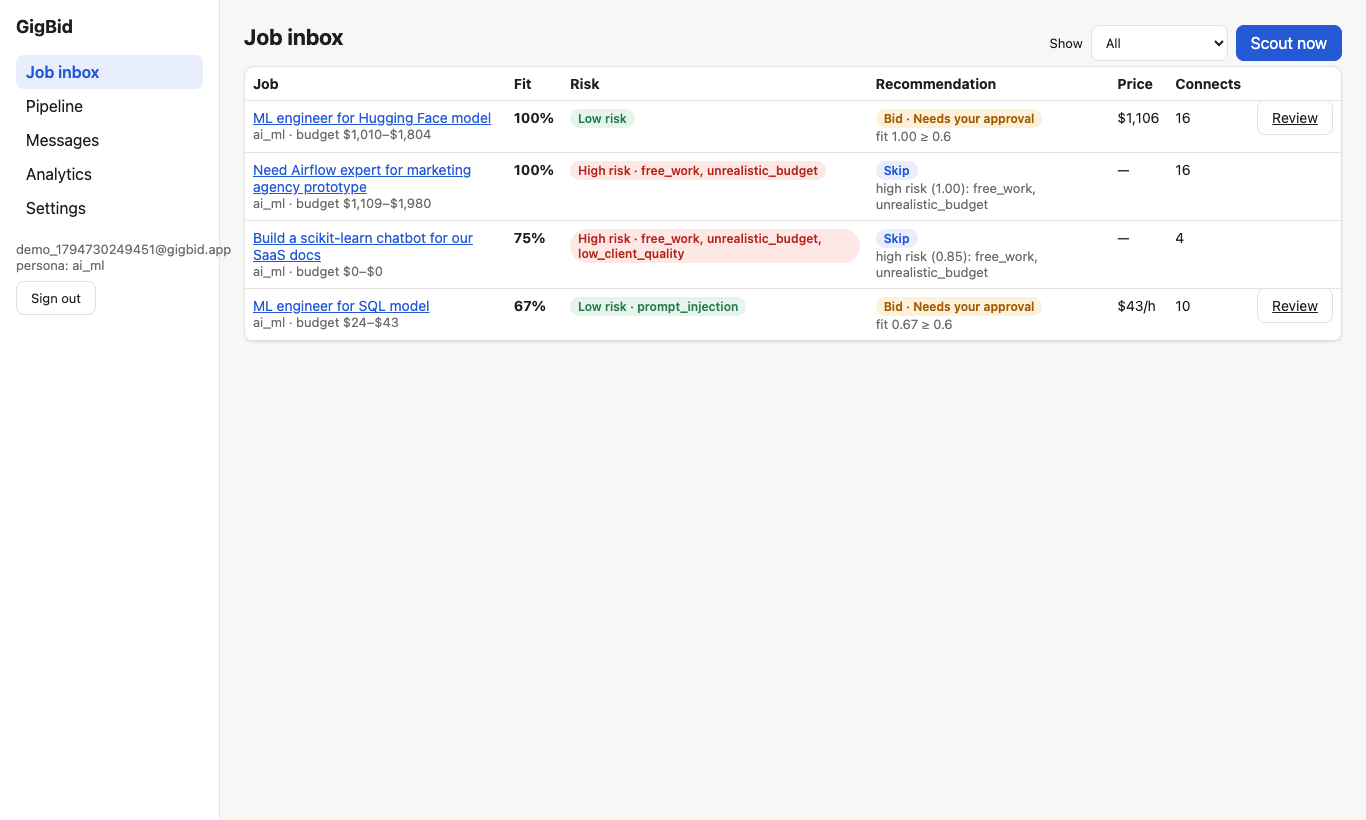 GigBid
Job inbox
Pipeline
Messages
Analytics
Settings
demo_1794730249451@gigbid.app
persona: ai_ml
Sign out
Job inbox
Show All Scout now
Job Fit Risk Recommendation Price Connects
ML engineer for Hugging Face model 100% Low risk Bid · Needs your approval $1,106 16 Review
ai_ml · budget $1,010–$1,804 fit 1.00 ≥ 0.6
Need Airflow expert for marketing 100% High risk · free_work, unrealistic_budget Skip — 16
agency prototype high risk (1.00): free_work,
ai_ml · budget $1,109–$1,980 unrealistic_budget
Build a scikit-learn chatbot for our 75% High risk · free_work, unrealistic_budget, Skip — 4
SaaS docs low_client_quality high risk (0.85): free_work,
ai_ml · budget $0–$0 unrealistic_budget
ML engineer for SQL model 67% Low risk · prompt_injection Bid · Needs your approval $43/h 10 Review
ai_ml · budget $24–$43 fit 0.67 ≥ 0.6